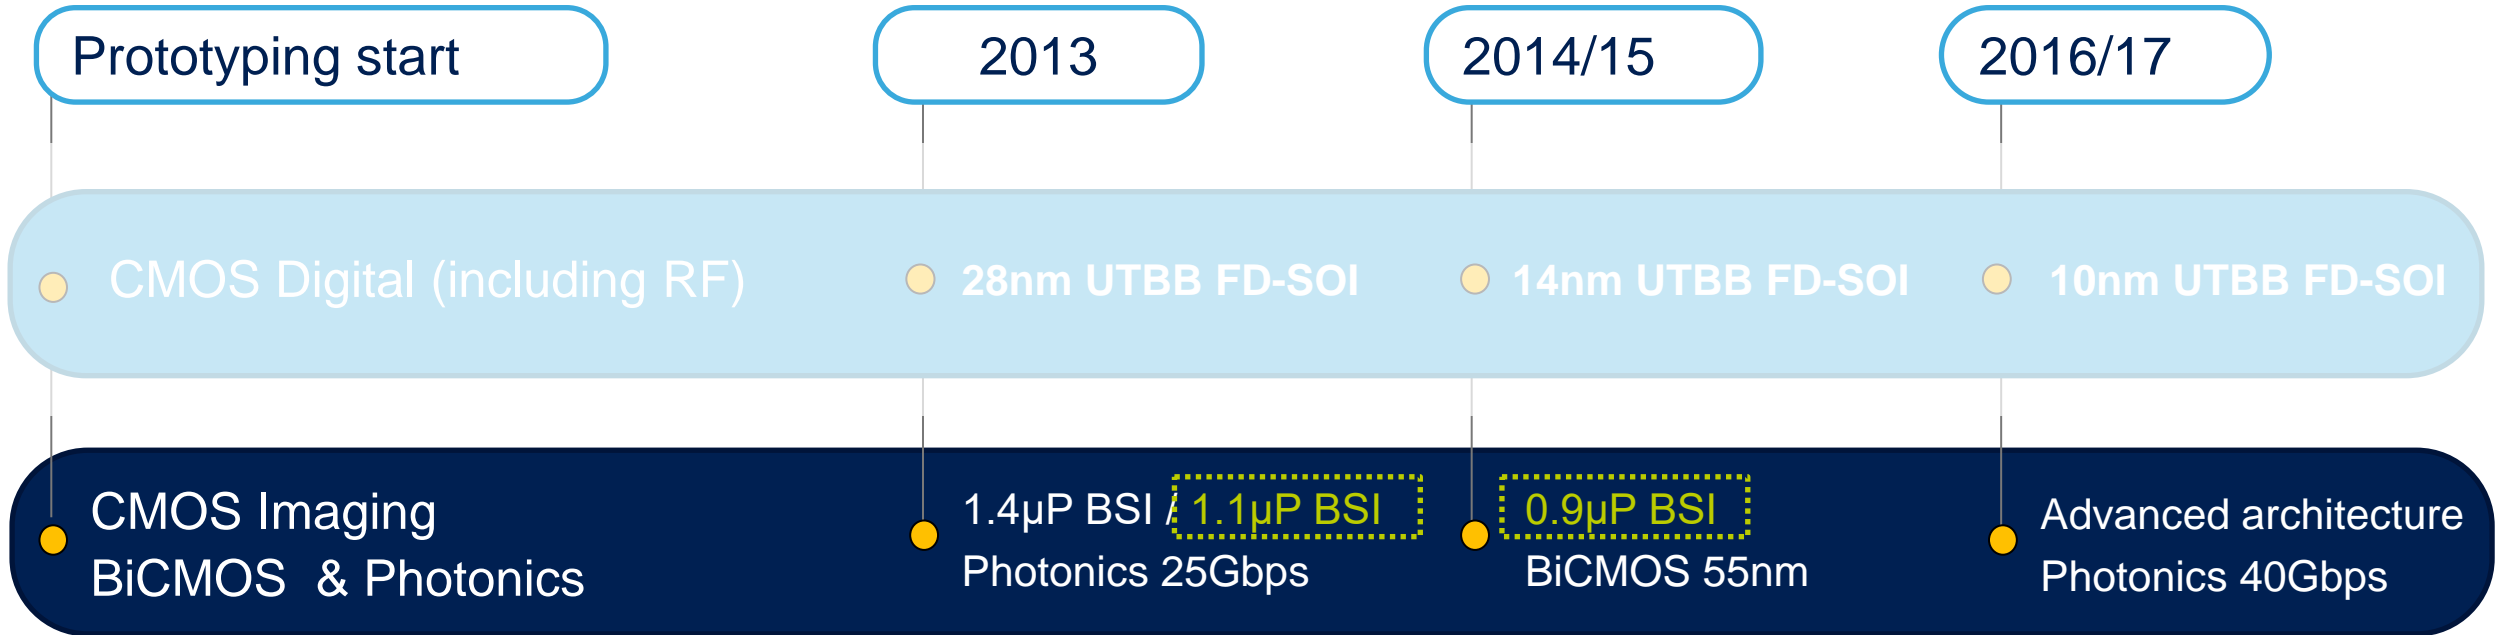 Prototyping start
2013
2014/15
2016/17
CMOS Digital (including RF)
28nm UTBB FD-SOI
14nm UTBB FD-SOI
10nm UTBB FD-SOI
CMOS Imaging
BiCMOS & Photonics
1.4µP BSI / 1.1µP BSI
Photonics 25Gbps
0.9µP BSI
BiCMOS 55nm
Advanced architecture
Photonics 40Gbps